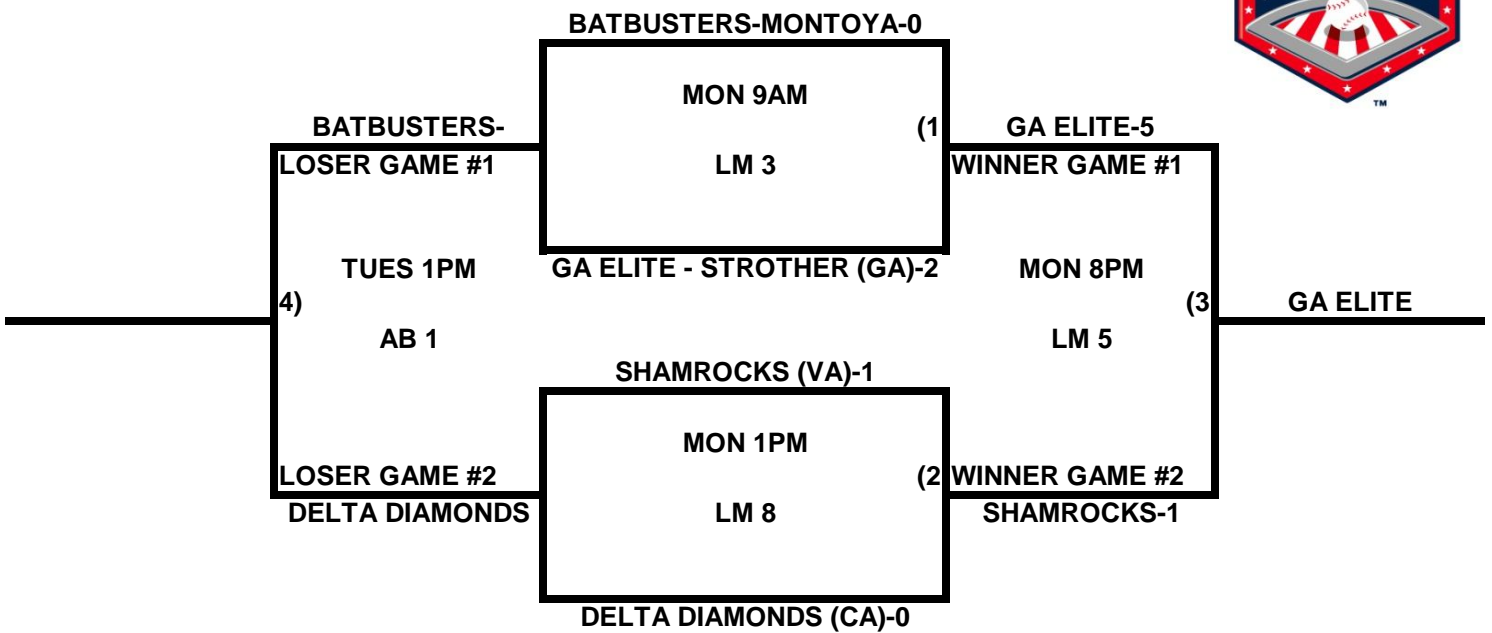 BATBUSTERS-MONTOYA-0
MON 9AM
TM
BATBUSTERS-
(1
GA ELITE-5
LOSER GAME #1
LM 3
WINNER GAME #1
TUES 1PM
GA ELITE - STROTHER (GA)-2
MON 8PM
4)
(3
GA ELITE
AB 1
LM 5
SHAMROCKS (VA)-1
MON 1PM
LOSER GAME #2
(2
WINNER GAME #2
DELTA DIAMONDS
LM 8
SHAMROCKS-1
DELTA DIAMONDS (CA)-0